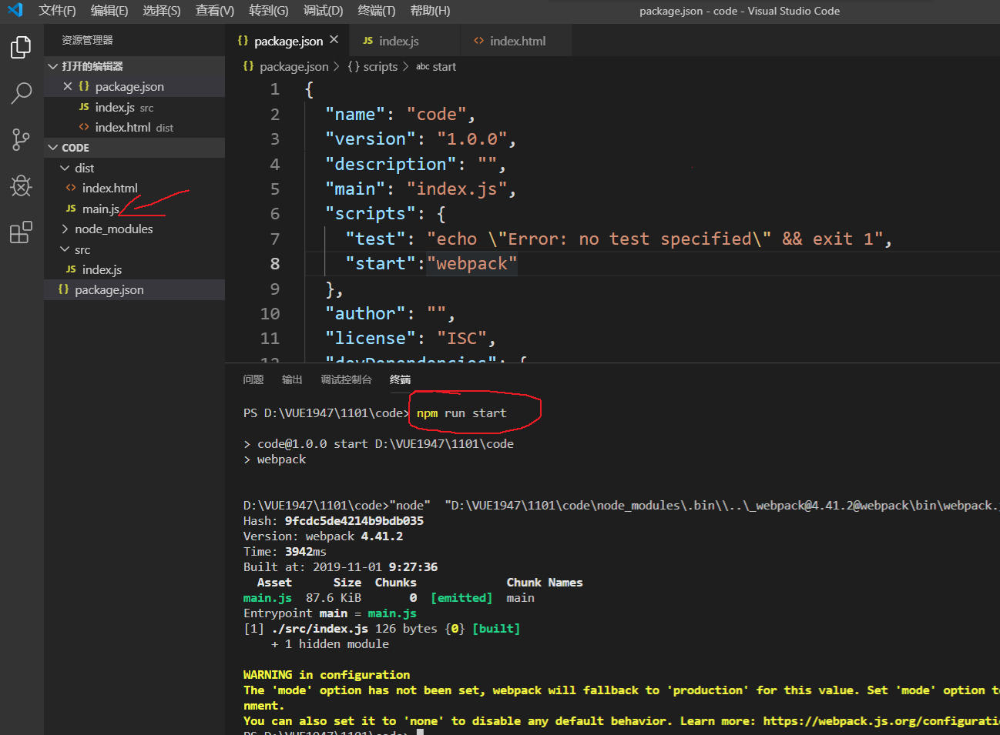 文件(F) 编辑(E) 选择(S) 查看(V) 转到(G) 调试(D) 终端(T) 帮助(H) package.json - code - Visual Studio Code
资源管理器
打开的编辑器
{} package.json
JS index.js src
<> index.html dist
CODE
dist
<> index.html
JS main.js
node_modules
src
JS index.js
{} package.json
{} package.json JS index.js <> index.html
{} package.json > {} scripts > abc start
1 {
2 "name": "code",
3 "version": "1.0.0",
4 "description": "",
5 "main": "index.js",
6 "scripts": {
7 "test": "echo \"Error: no test specified\" && exit 1",
8 "start":"webpack"
9 },
10 "author": "",
11 "license": "ISC",
12 "devDependencies": {
问题 输出 调试控制台 终端
PS D:\VUE1947\1101\code> npm run start
> code@1.0.0 start D:\VUE1947\1101\code
> webpack
D:\VUE1947\1101\code>"node" "D:\VUE1947\1101\code\node_modules\.bin\\..\_webpack@4.41.2@webpack\bin\webpack.
Hash: 9fcdc5de4214b9bdb035
Version: webpack 4.41.2
Time: 3942ms
Built at: 2019-11-01 9:27:36
Asset Size Chunks Chunk Names
main.js 87.6 KiB 0 [emitted] main
Entrypoint main = main.js
[1] ./src/index.js 126 bytes {0} [built]
+ 1 hidden module
WARNING in configuration
The 'mode' option has not been set, webpack will fallback to 'production' for this value. Set 'mode' option t
nment.
You can also set it to 'none' to disable any default behavior. Learn more: https://webpack.js.org/configurati
PS D:\VUE1947\1101\code>